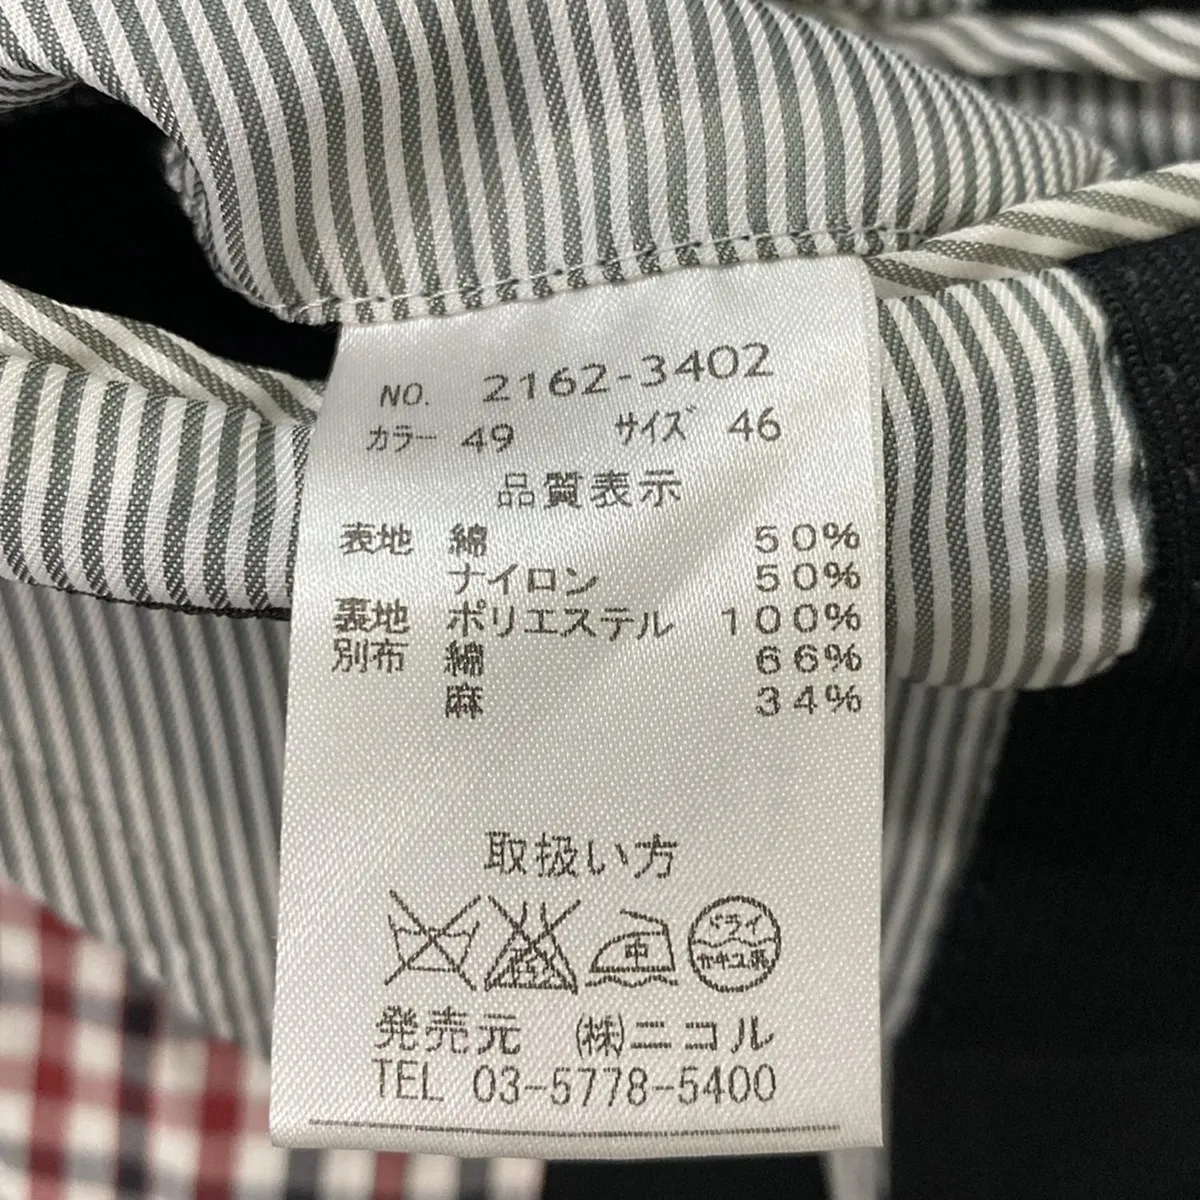 NO. 2162-3402
カラー 49 サイズ 46
品質表示
表地 綿 50%
ナイロン 50%
裏地 ポリエステル 100%
別布 綿 66%
麻 34%
取扱い方
中 ドライ
発売元 ㈱ニコル
TEL 03-5778-5400